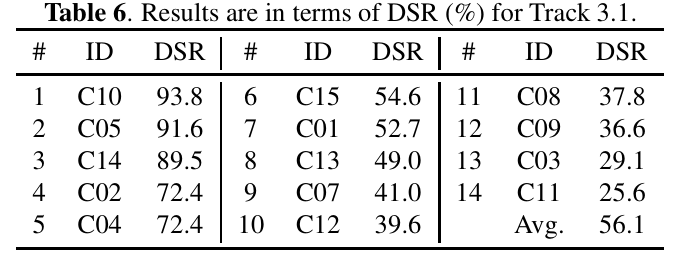 Table 6. Results are in terms of DSR (%) for Track 3.1.
# ID DSR # ID DSR # ID DSR
1 C10 93.8 6 C15 54.6 11 C08 37.8
2 C05 91.6 7 C01 52.7 12 C09 36.6
3 C14 89.5 8 C13 49.0 13 C03 29.1
4 C02 72.4 9 C07 41.0 14 C11 25.6
5 C04 72.4 10 C12 39.6 Avg. 56.1